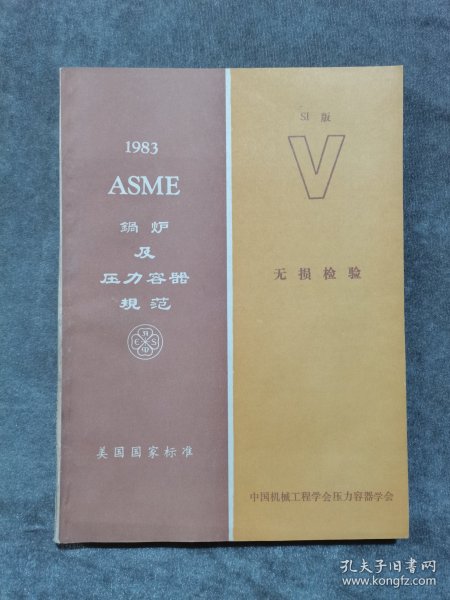 1983
ASME
鍋炉
及
压力容器
規范
美国国家标准
SI 版
V
无损检验
中国机械工程学会压力容器学会
孔夫子旧书网
www.kongfz.com